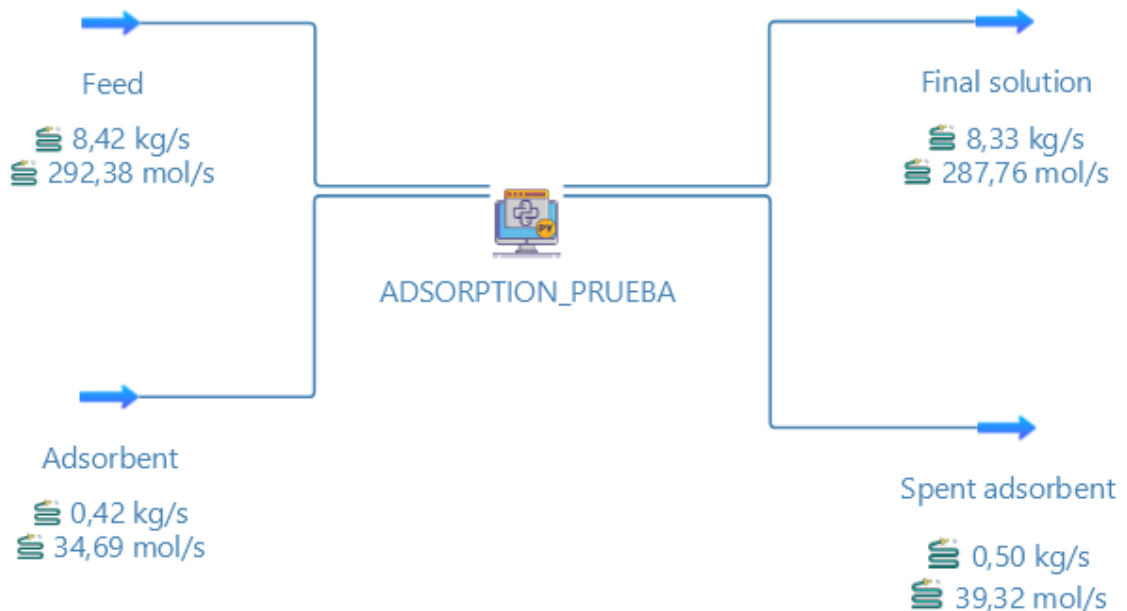 Feed
8,42 kg/s
292,38 mol/s
Final solution
8,33 kg/s
287,76 mol/s
PY
ADSORPTION_PRUEBA
Adsorbent
0,42 kg/s
34,69 mol/s
Spent adsorbent
0,50 kg/s
39,32 mol/s